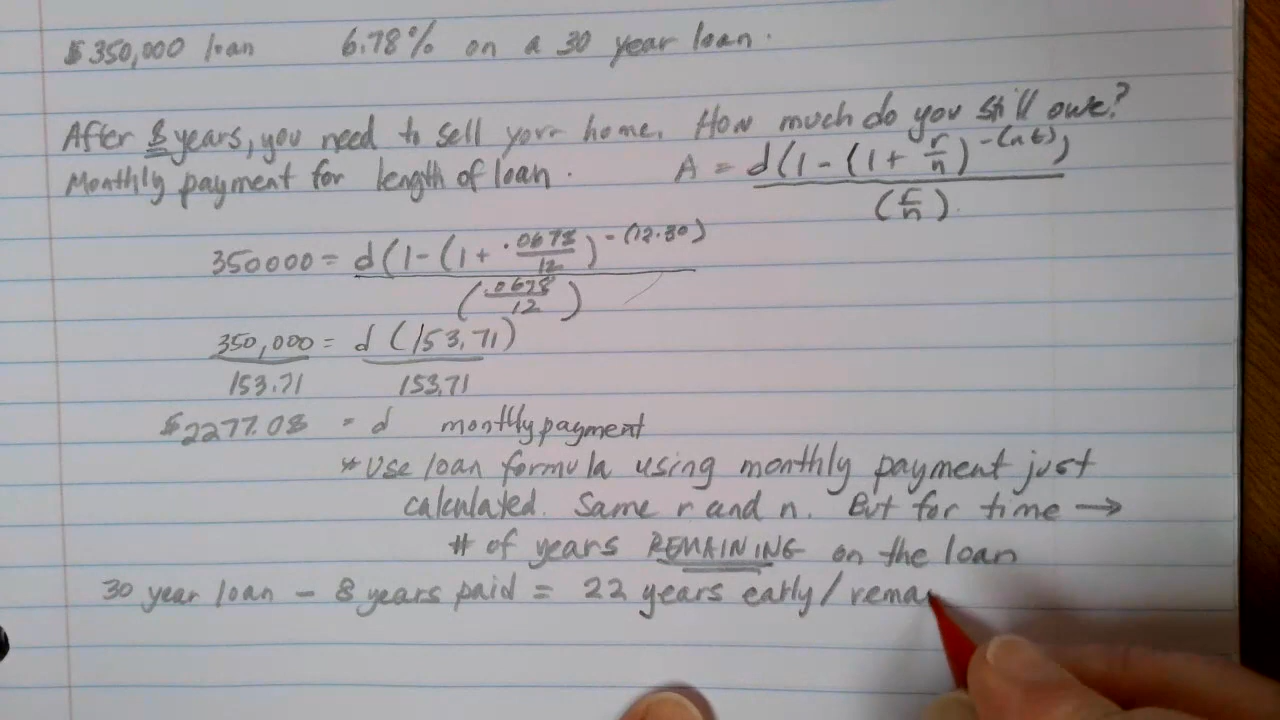 $350,000 loan 6.78% on a 30 year loan.
After 8 years, you need to sell your home. How much do you still owe?
Monthly payment for length of loan. A = d(1-(1+ r/n)^-(nt))
(r/n)
350000 = d(1-(1+ .0678/12)^-(12.30)
(.0678/12)
350,000 = d(153.71)
153.71 153.71
$2277.08 = d monthly payment
*Use loan formula using monthly payment just
calculated. Same r and n. But for time →
# of years REMAINING on the loan
30 year loan - 8 years paid = 22 years early/rema